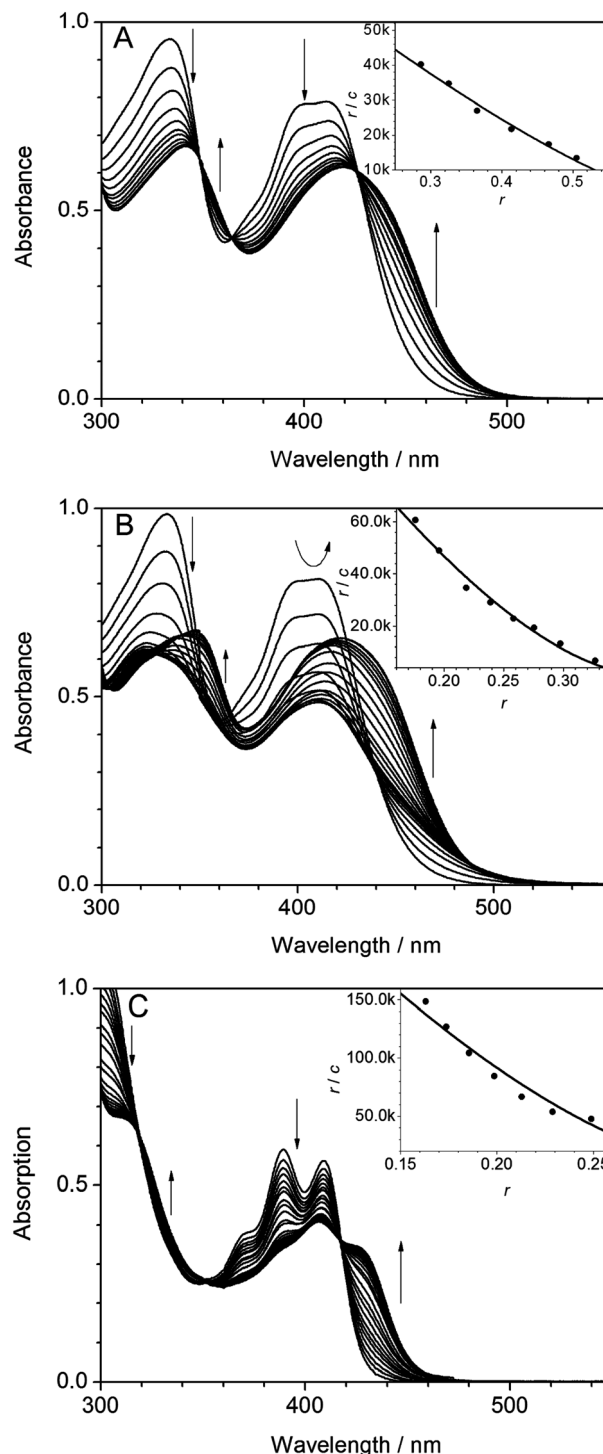 A
1.0
0.5
0.0
Absorbance
300
400
500
Wavelength / nm
50k
40k
30k
20k
10k
r / c
0.3
0.4
0.5
r
B
1.0
0.5
0.0
Absorbance
300
400
500
Wavelength / nm
60.0k
40.0k
20.0k
r / c
0.20
0.25
0.30
r
C
1.0
0.5
0.0
Absorption
300
400
500
Wavelength / nm
150.0k
100.0k
50.0k
r / c
0.15
0.20
0.25
r